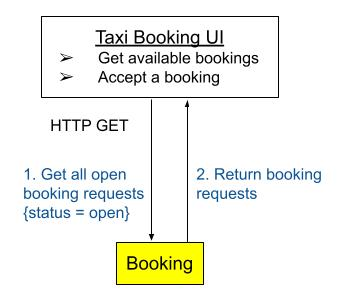 Taxi Booking UI
➢ Get available bookings
➢ Accept a booking
HTTP GET
1. Get all open
booking requests
{status = open}
2. Return booking
requests
Booking